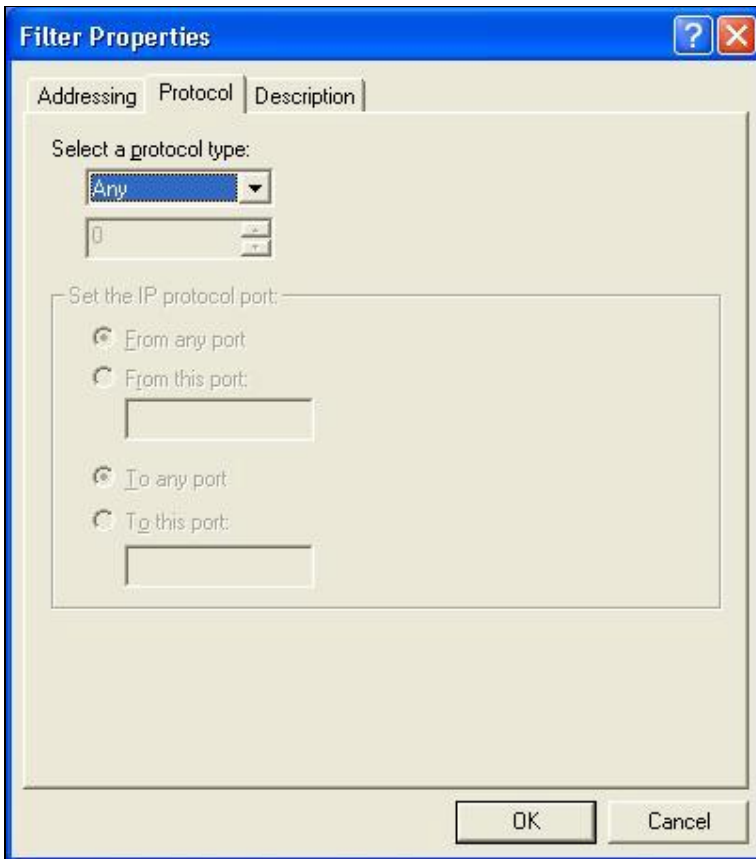 Filter Properties
Addressing Protocol Description
Select a protocol type:
Any
0
Set the IP protocol port:
From any port
From this port:
To any port
To this port:
OK Cancel